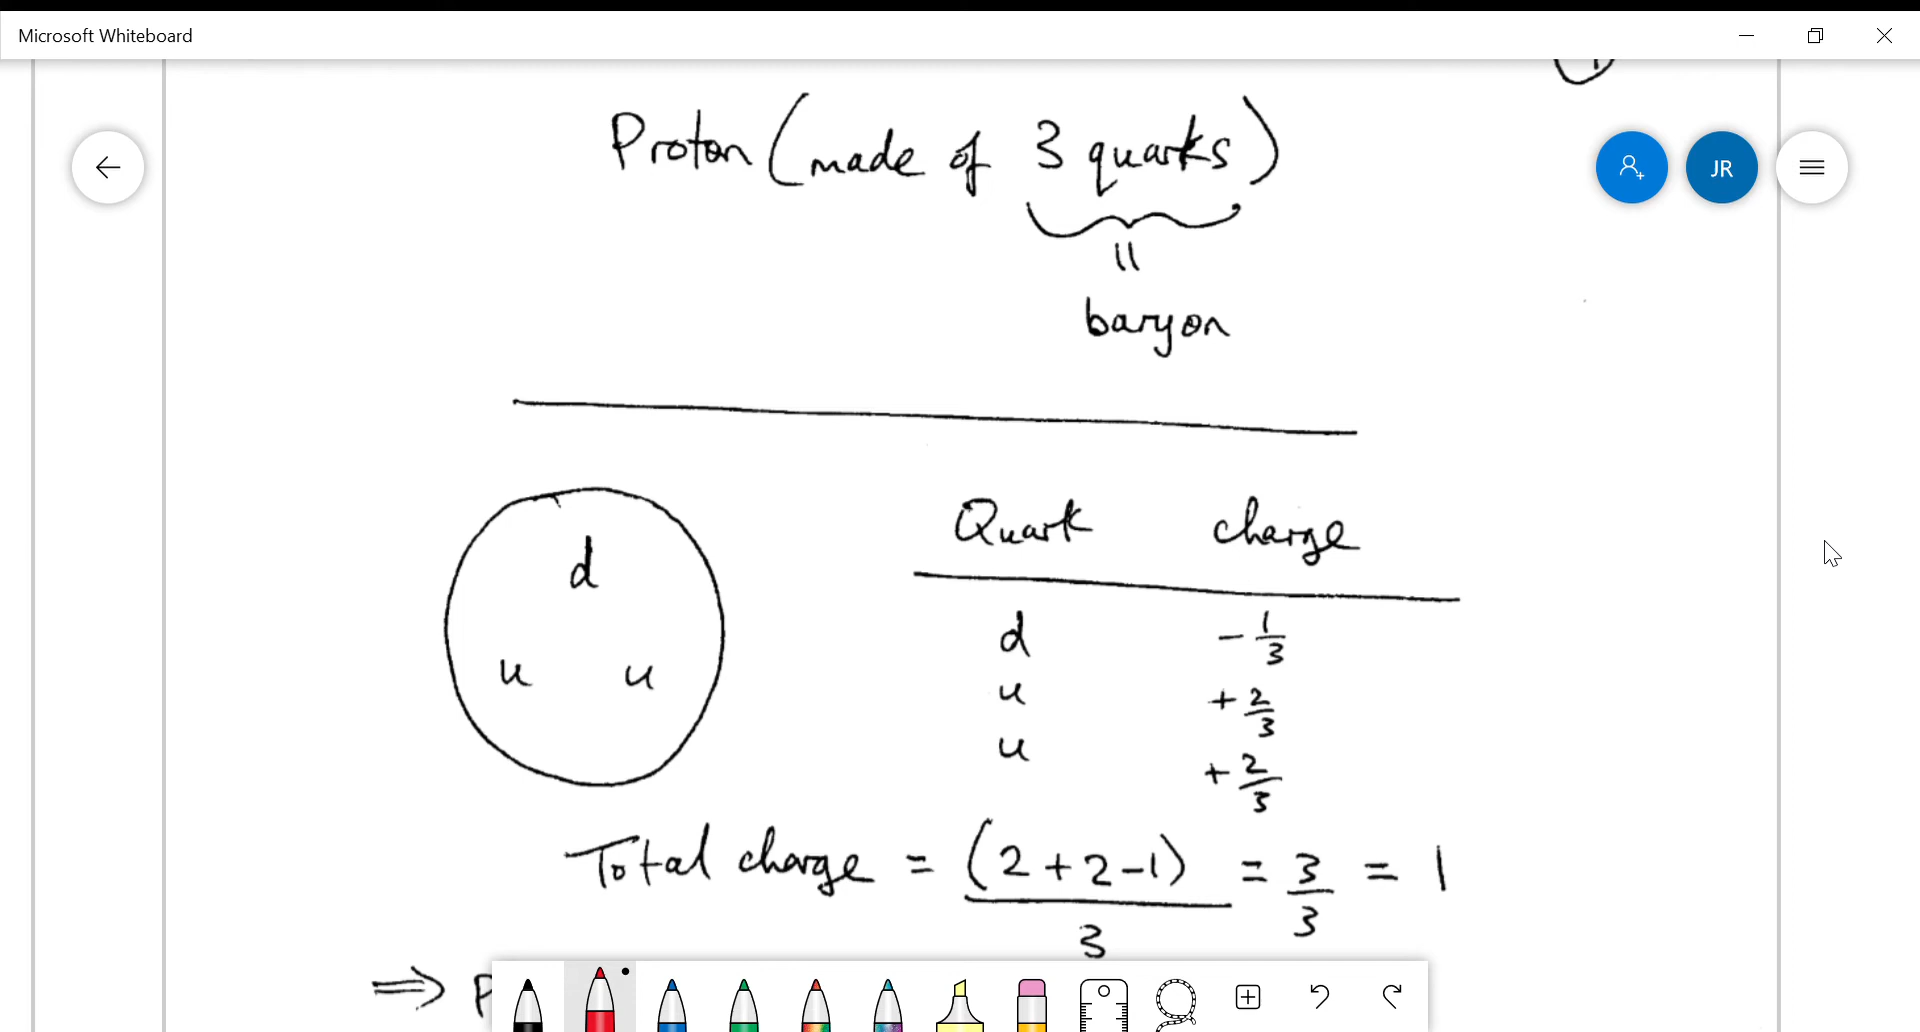 Microsoft Whiteboard
Proton (made of 3 quarks)
JR
||
baryon
Quark charge
d
d -1/3
u u
u +2/3
u +2/3
Total charge = (2+2-1)/3 = 3/3 = 1
⇒ P